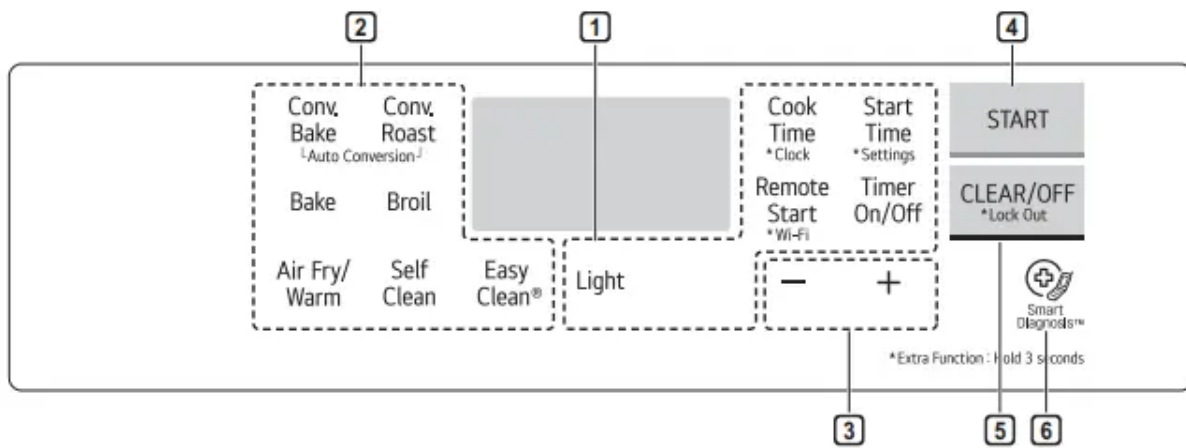 2 1 4
Conv. Conv.
Bake Roast
Auto Conversion
Bake Broil
Air Fry/ Self Easy
Warm Clean Clean®
Light
Cook Start
Time Time
*Clock *Settings
Remote Timer
Start On/Off
*Wi-Fi
− +
START
CLEAR/OFF
*Lock Out
Smart
Diagnosis™
*Extra Function : Hold 3 seconds
3 5 6